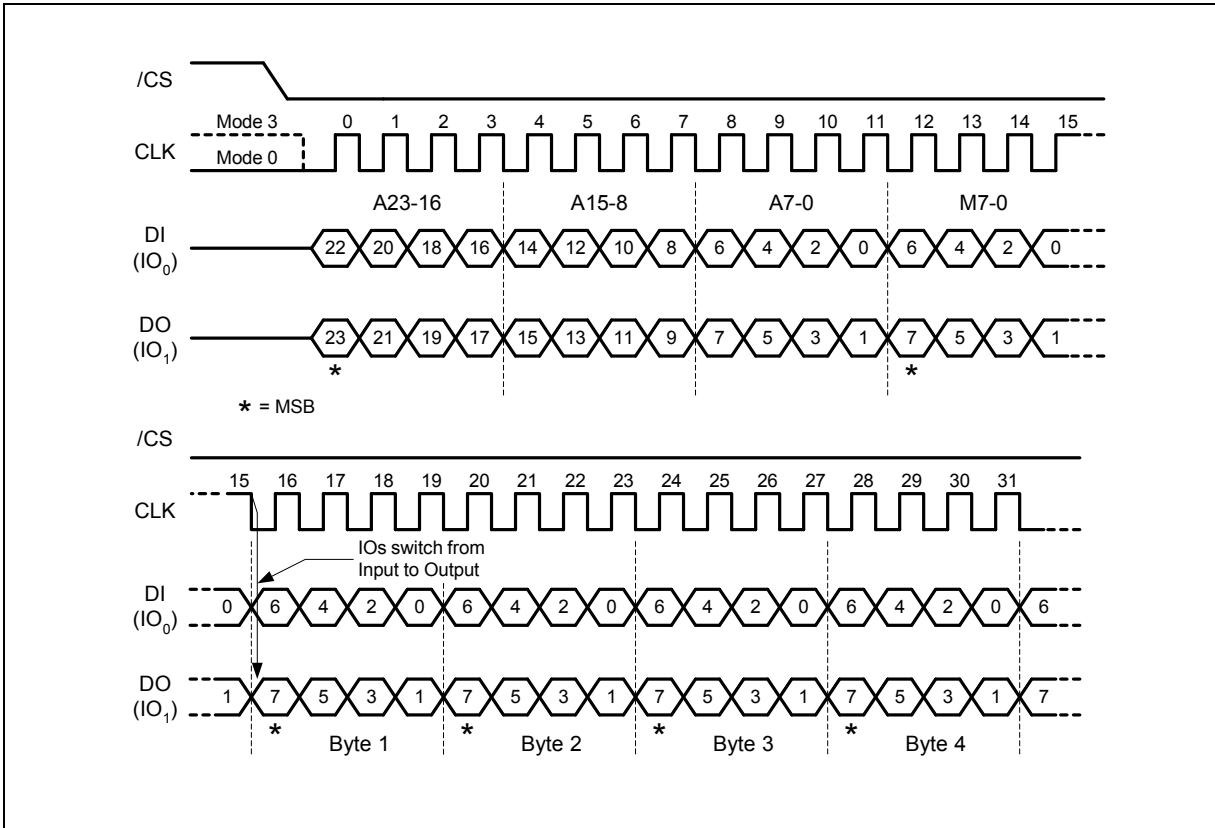 /CS
Mode 3 0 1 2 3 4 5 6 7 8 9 10 11 12 13 14 15
CLK
Mode 0
A23-16 A15-8 A7-0 M7-0
DI
(IO0) 22 20 18 16 14 12 10 8 6 4 2 0 6 4 2 0
DO
(IO1) 23 21 19 17 15 13 11 9 7 5 3 1 7 5 3 1
* *
* = MSB
/CS
15 16 17 18 19 20 21 22 23 24 25 26 27 28 29 30 31
CLK
IOs switch from
Input to Output
DI
(IO0) 0 6 4 2 0 6 4 2 0 6 4 2 0 6 4 2 0 6
DO
(IO1) 1 7 5 3 1 7 5 3 1 7 5 3 1 7 5 3 1 7
* * * *
Byte 1 Byte 2 Byte 3 Byte 4